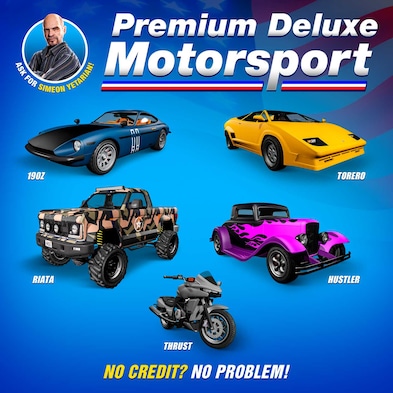 Premium Deluxe
Motorsport
ASK FOR SIMEON YETARIAN!
190Z
TORERO
RIATA
HUSTLER
THRUST
NO CREDIT? NO PROBLEM!